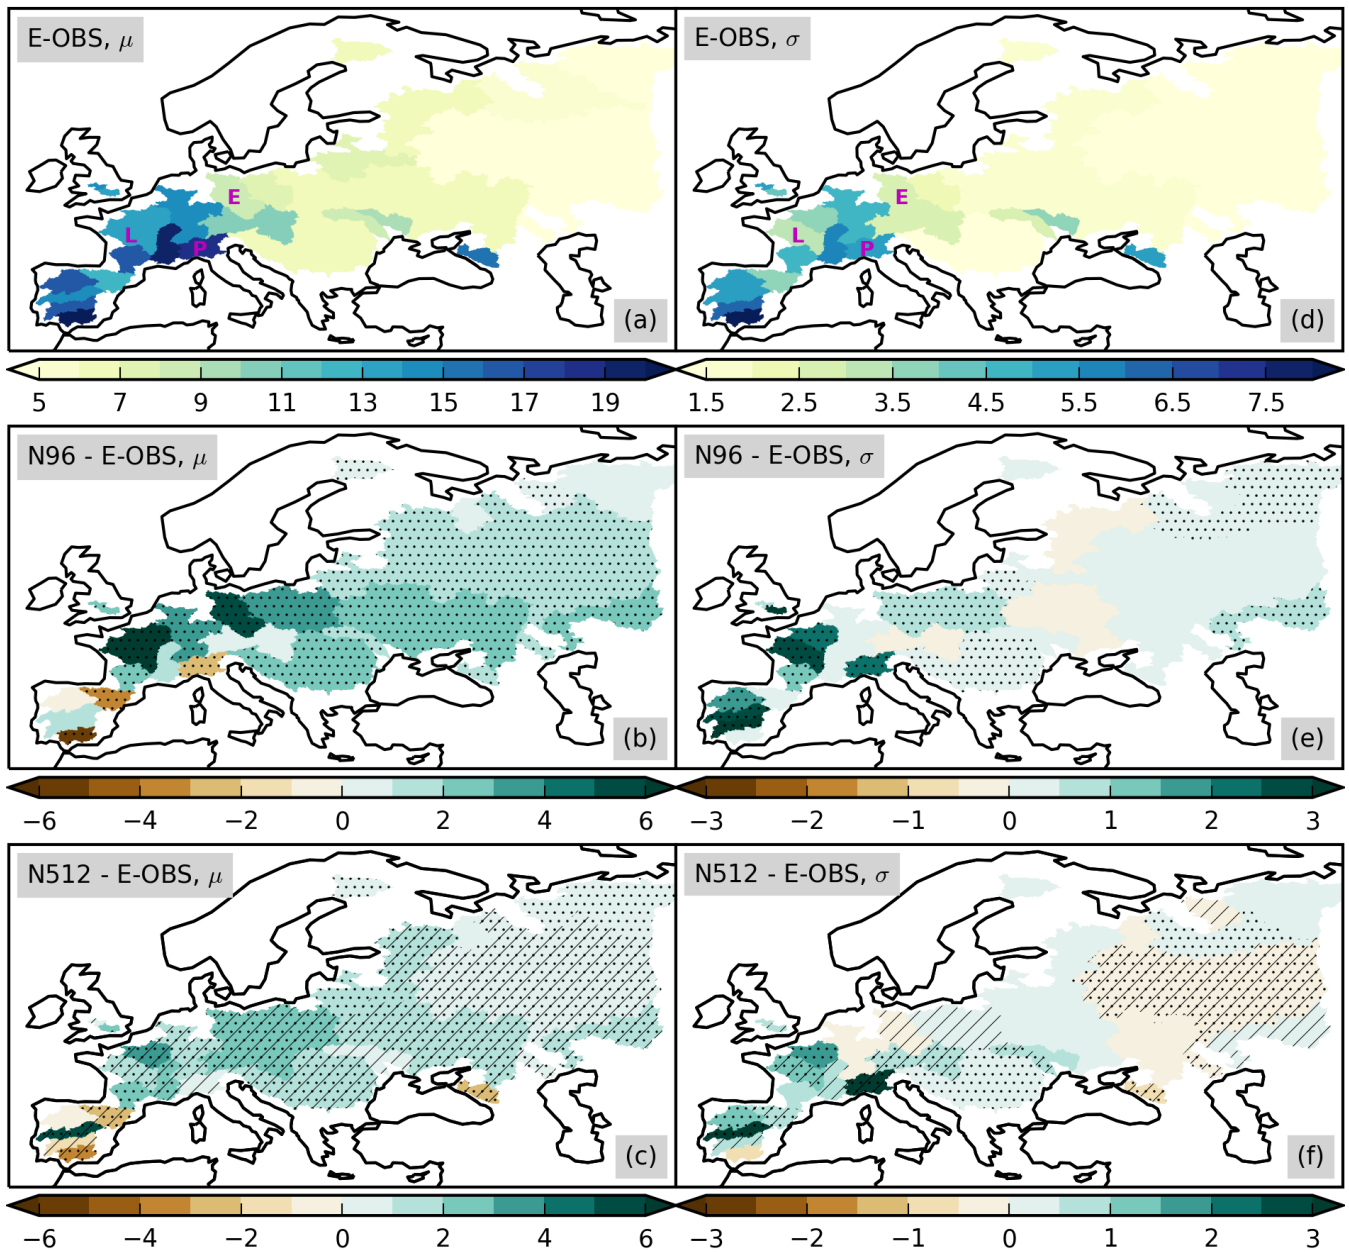 E-OBS, μ
E
L
P
(a)
5 7 9 11 13 15 17 19
E-OBS, σ
E
L
P
(d)
1.5 2.5 3.5 4.5 5.5 6.5 7.5
N96 - E-OBS, μ
(b)
−6 −4 −2 0 2 4 6
N96 - E-OBS, σ
(e)
−3 −2 −1 0 1 2 3
N512 - E-OBS, μ
(c)
−6 −4 −2 0 2 4 6
N512 - E-OBS, σ
(f)
−3 −2 −1 0 1 2 3